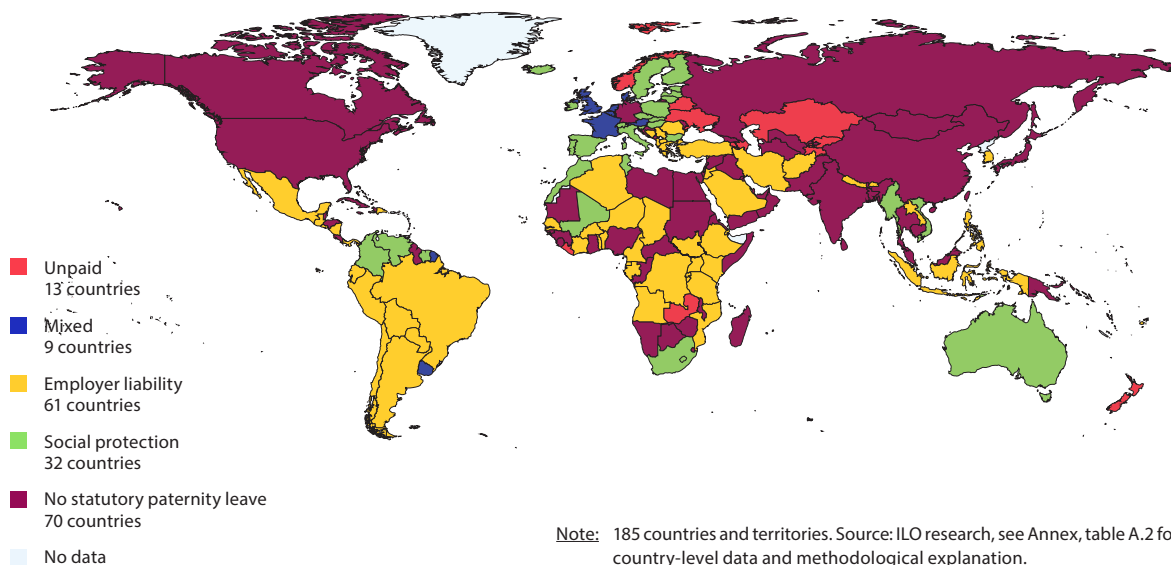 Unpaid
13 countries
Mixed
9 countries
Employer liability
61 countries
Social protection
32 countries
No statutory paternity leave
70 countries
No data
Note: 185 countries and territories. Source: ILO research, see Annex, table A.2 fo
country-level data and methodological explanation.